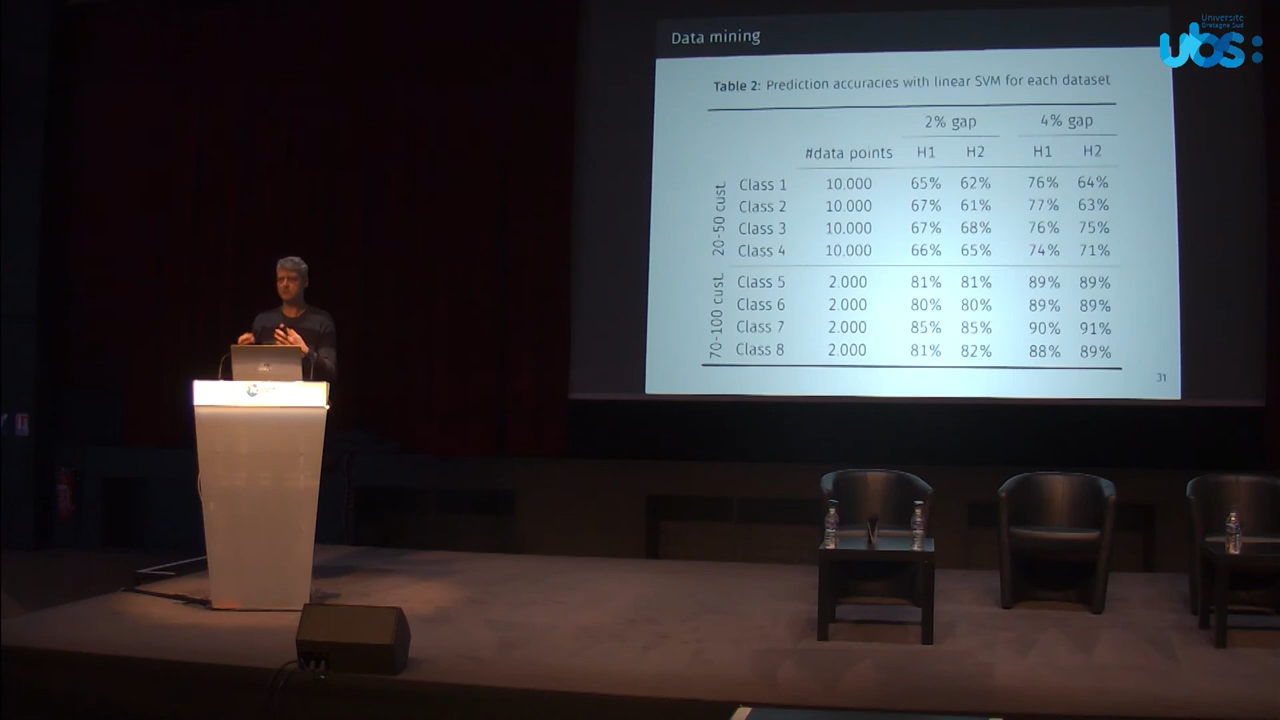 Université
Bretagne Sud
ubs:
Data mining
Table 2: Prediction accuracies with linear SVM for each dataset
2% gap 4% gap
#data points H1 H2 H1 H2
20-50 cust.
Class 1 10.000 65% 62% 76% 64%
Class 2 10.000 67% 61% 77% 63%
Class 3 10.000 67% 68% 76% 75%
Class 4 10.000 66% 65% 74% 71%
70-100 cust.
Class 5 2.000 81% 81% 89% 89%
Class 6 2.000 80% 80% 89% 89%
Class 7 2.000 85% 85% 90% 91%
Class 8 2.000 81% 82% 88% 89%
31